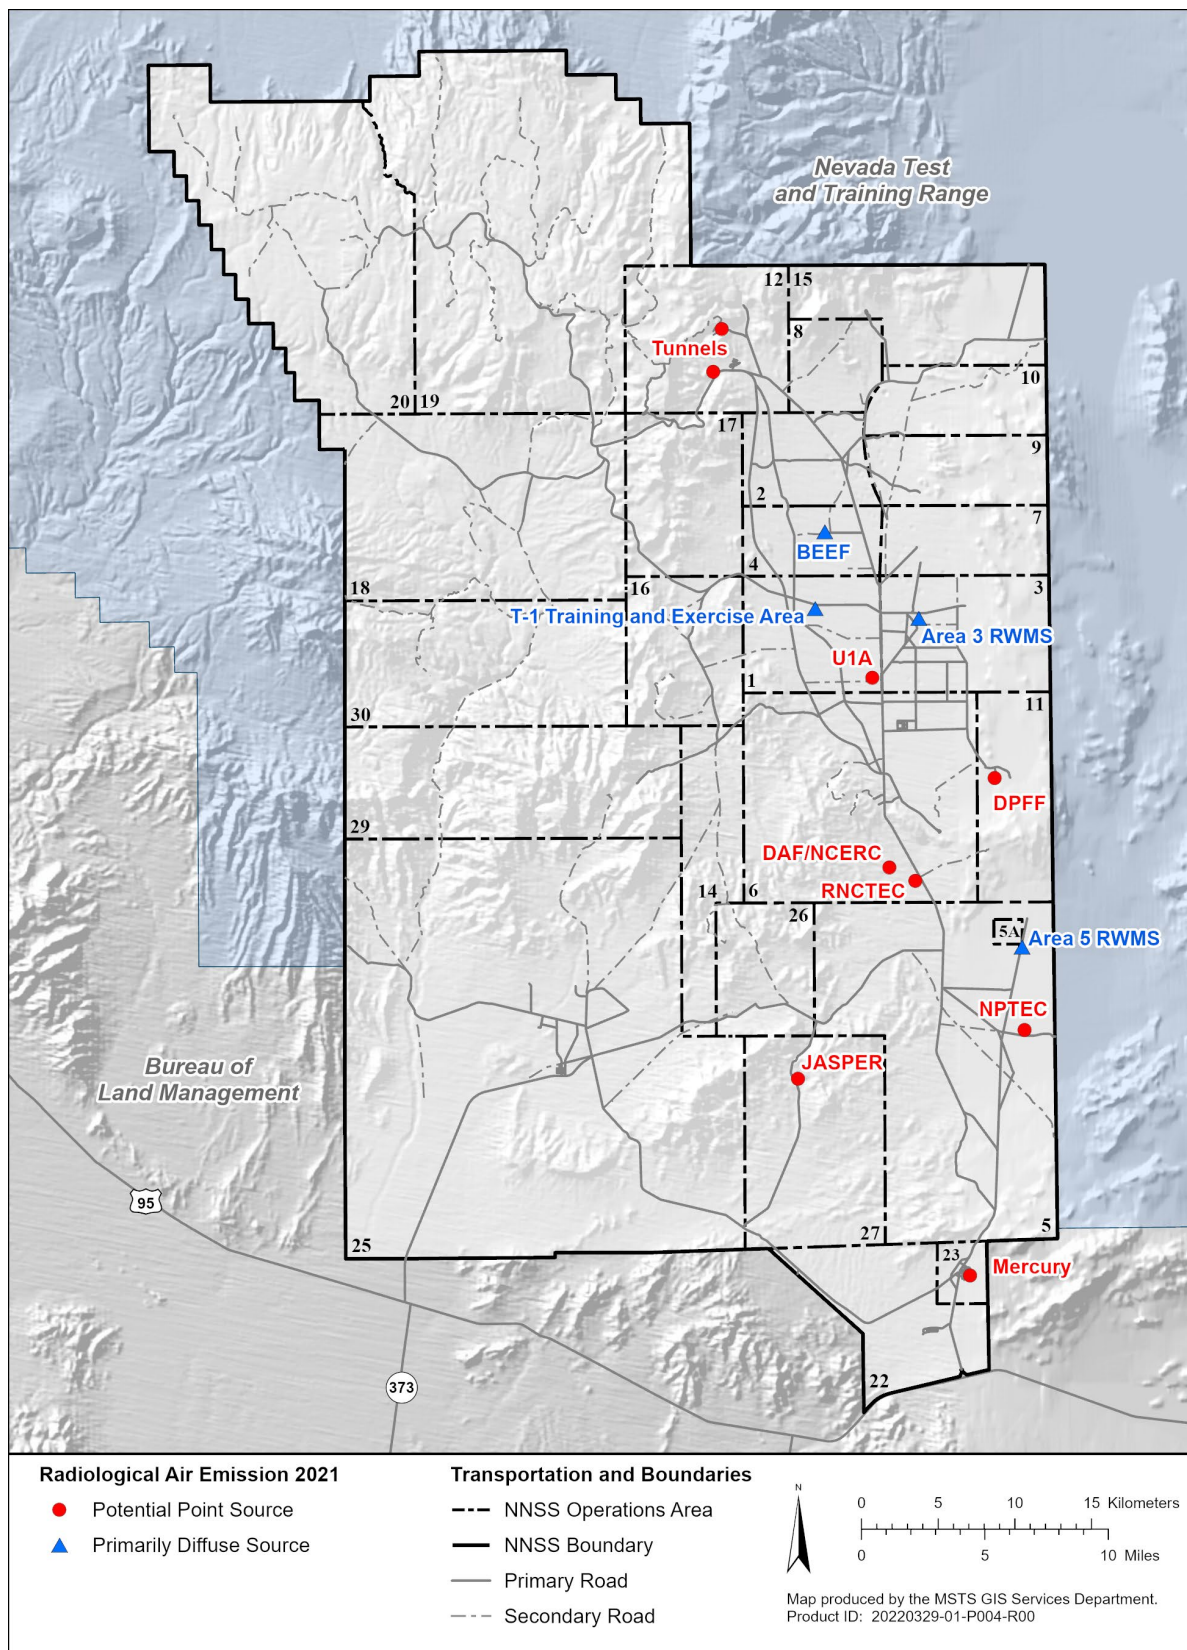 Nevada Test
and Training Range
12
15
8
Tunnels
10
20
19
17
9
2
7
BEEF
4
18
16
3
T-1 Training and Exercise Area
Area 3 RWMS
U1A
1
11
30
DPFF
29
DAF/NCERC
RNCTEC
14
6
26
5A
Area 5 RWMS
NPTEC
Bureau of
Land Management
JASPER
95
25
27
5
23
Mercury
373
22
Radiological Air Emission 2021
Potential Point Source
Primarily Diffuse Source
Transportation and Boundaries
NNSS Operations Area
NNSS Boundary
Primary Road
Secondary Road
N
0 5 10 15 Kilometers
0 5 10 Miles
Map produced by the MSTS GIS Services Department.
Product ID: 20220329-01-P004-R00